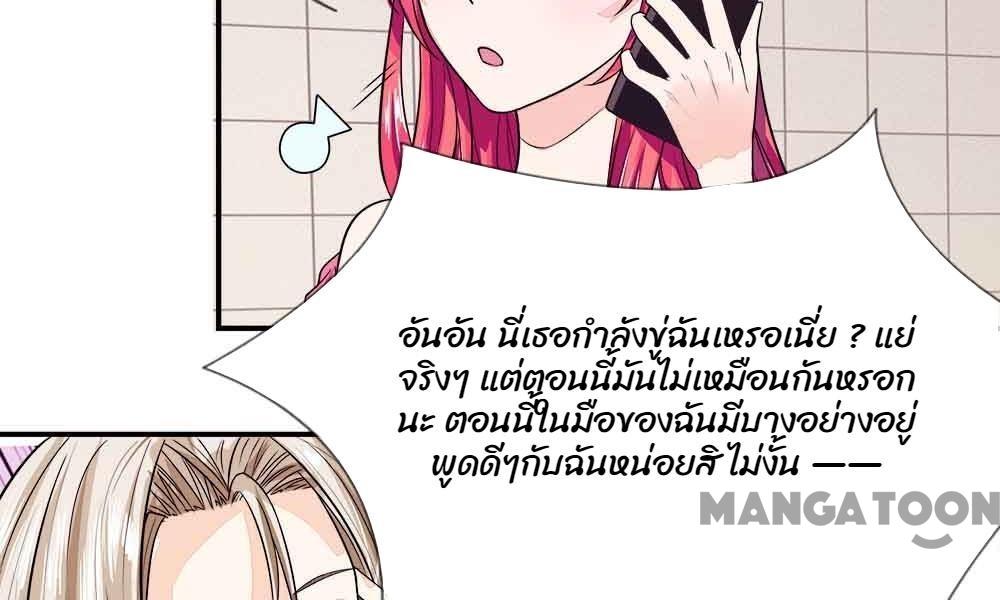 อันอัน นี่เธอกำลังขู่ฉันเหรอเนี่ย ? แย่
จริงๆ แต่ตอนนี้มันไม่เหมือนกันหรอก
นะ ตอนนี้ในมือของฉันมีบางอย่างอยู่
พูดดีๆกับฉันหน่อยสิ ไม่งั้น ——
MANGATOON